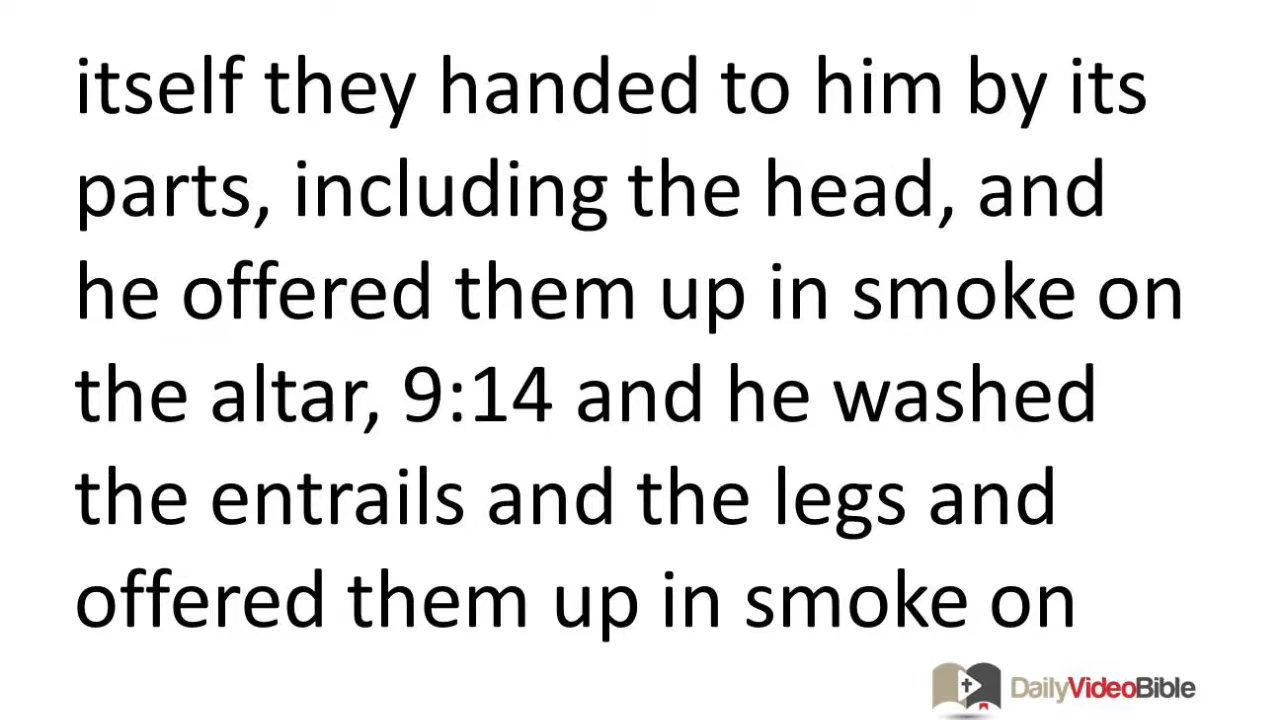 itself they handed to him by its
parts, including the head, and
he offered them up in smoke on
the altar, 9:14 and he washed
the entrails and the legs and
offered them up in smoke on
DailyVideoBible